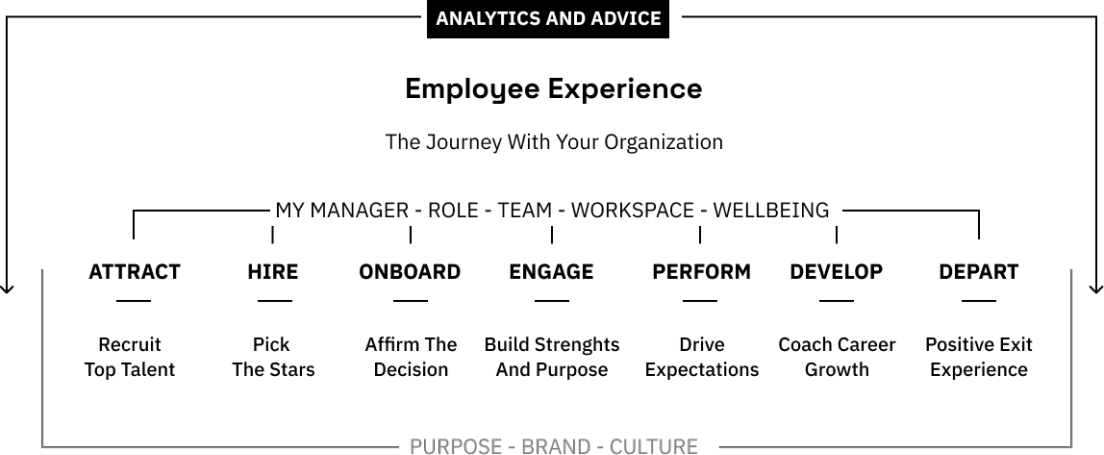 ANALYTICS AND ADVICE
Employee Experience
The Journey With Your Organization
MY MANAGER - ROLE - TEAM - WORKSPACE - WELLBEING
ATTRACT HIRE ONBOARD ENGAGE PERFORM DEVELOP DEPART
Recruit Pick Affirm The Build Strenghts Drive Coach Career Positive Exit
Top Talent The Stars Decision And Purpose Expectations Growth Experience
PURPOSE - BRAND - CULTURE